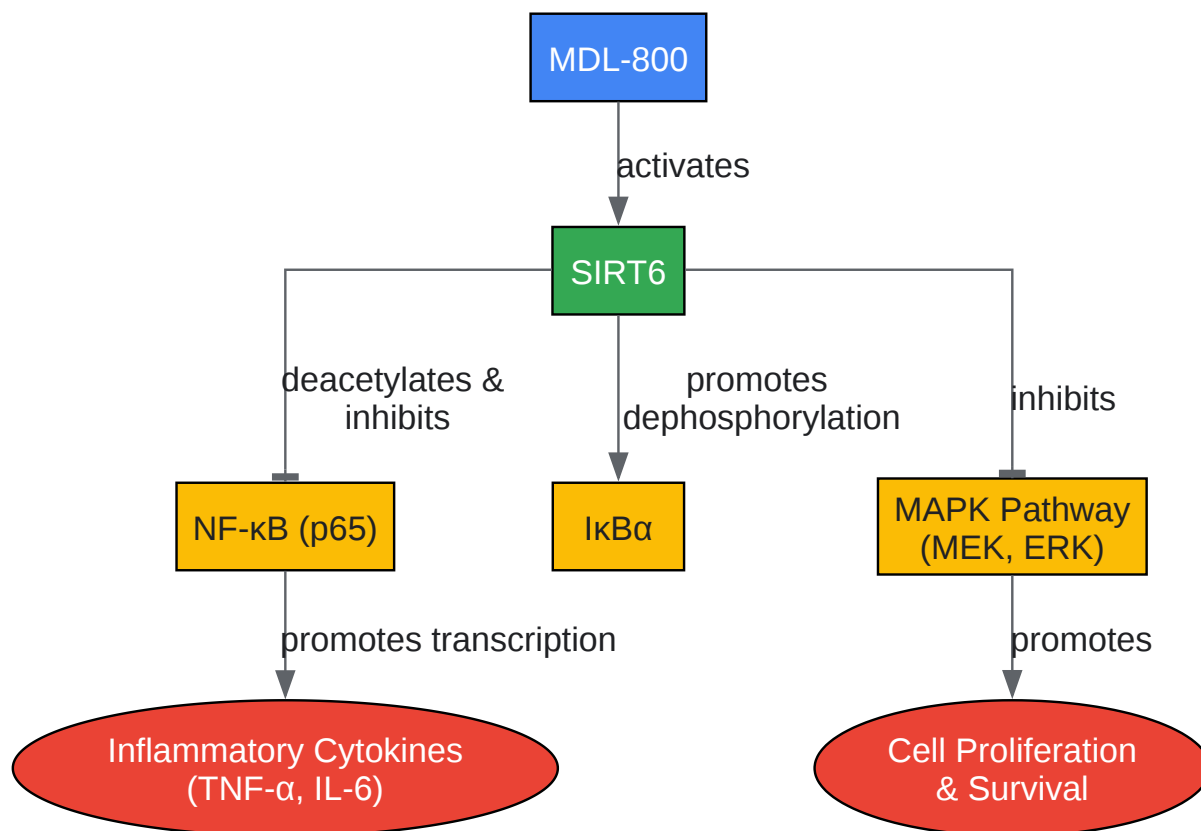 MDL-800
activates
SIRT6
deacetylates &
inhibits
promotes
dephosphorylation
inhibits
NF-κB (p65)
IκBα
MAPK Pathway
(MEK, ERK)
promotes transcription
promotes
Inflammatory Cytokines
(TNF-α, IL-6)
Cell Proliferation
& Survival